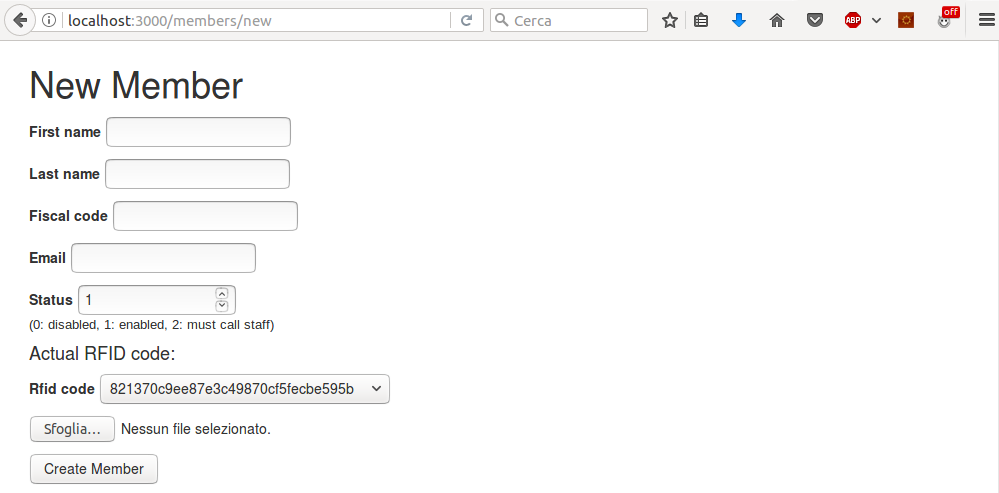 localhost:3000/members/new
Cerca
ABP
off
New Member
First name
Last name
Fiscal code
Email
Status 1
(0: disabled, 1: enabled, 2: must call staff)
Actual RFID code:
Rfid code 821370c9ee87e3c49870cf5fecbe595b
Sfoglia... Nessun file selezionato.
Create Member